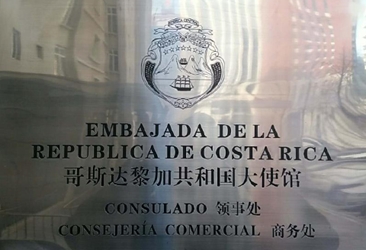 EMBAJADA DE LA
REPUBLICA DE COSTA RICA
哥斯达黎加共和国大使馆
CONSULADO 领事处
CONSEJERÍA COMERCIAL 商务处